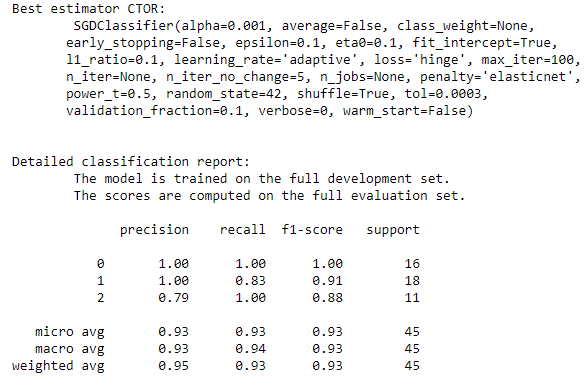 Best estimator CTOR:
SGDClassifier(alpha=0.001, average=False, class_weight=None,
early_stopping=False, epsilon=0.1, eta0=0.1, fit_intercept=True,
l1_ratio=0.1, learning_rate='adaptive', loss='hinge', max_iter=100,
n_iter=None, n_iter_no_change=5, n_jobs=None, penalty='elasticnet',
power_t=0.5, random_state=42, shuffle=True, tol=0.0003,
validation_fraction=0.1, verbose=0, warm_start=False)
Detailed classification report:
The model is trained on the full development set.
The scores are computed on the full evaluation set.
precision recall f1-score support
0 1.00 1.00 1.00 16
1 1.00 0.83 0.91 18
2 0.79 1.00 0.88 11
micro avg 0.93 0.93 0.93 45
macro avg 0.93 0.94 0.93 45
weighted avg 0.95 0.93 0.93 45